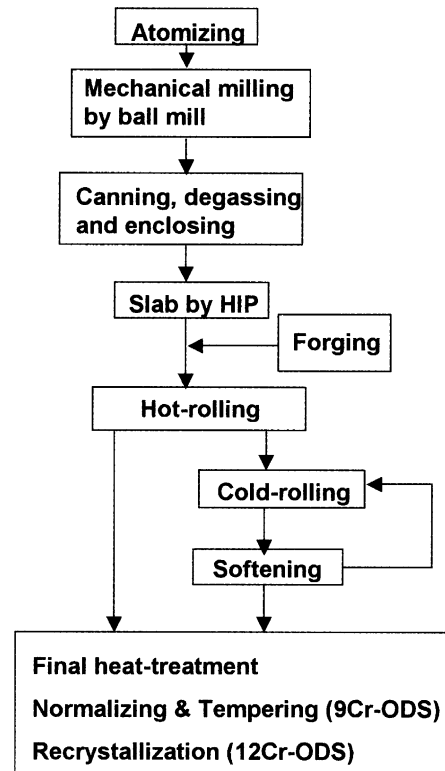 Atomizing
Mechanical milling
by ball mill
Canning, degassing
and enclosing
Slab by HIP
Forging
Hot-rolling
Cold-rolling
Softening
Final heat-treatment
Normalizing & Tempering (9Cr-ODS)
Recrystallization (12Cr-ODS)